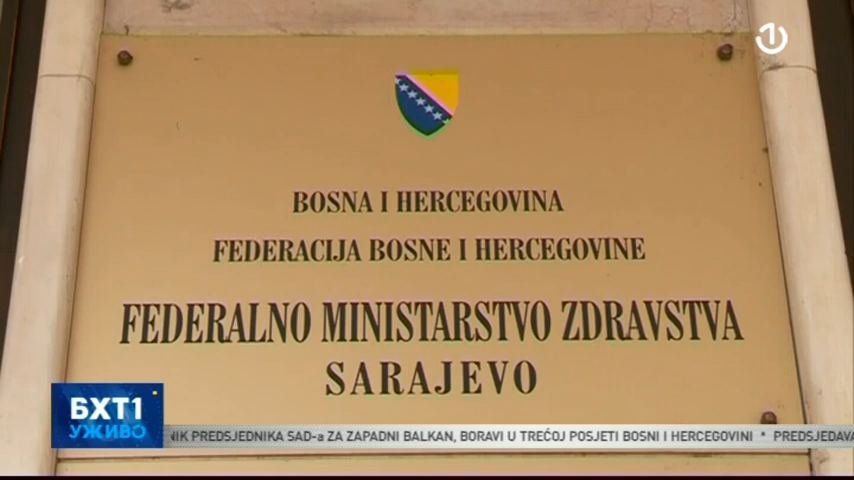 BOSNA I HERCEGOVINA
FEDERACIJA BOSNE I HERCEGOVINE
FEDERALNO MINISTARSTVO ZDRAVSTVA
SARAJEVO
БХТ1
УЖИВО
PREDSJEDNIKA SAD-a ZA ZAPADNI BALKAN, BORAVI U TREĆOJ POSJETI BOSNI I HERCEGOVINI *